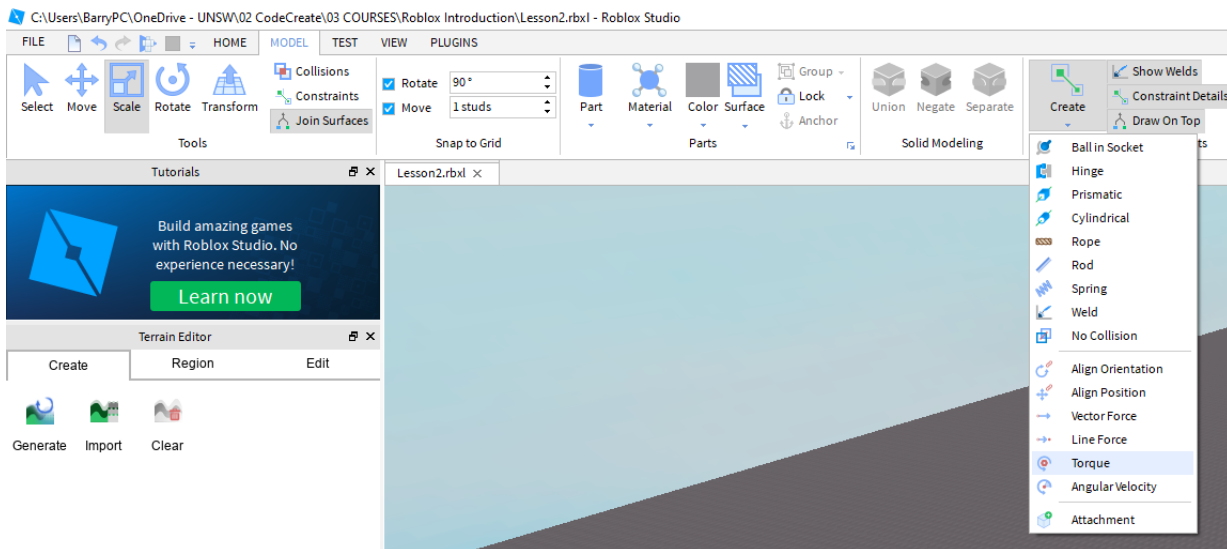 C:\Users\BarryPC\OneDrive - UNSW\02 CodeCreate\03 COURSES\Roblox Introduction\Lesson2.rbxl - Roblox Studio
FILE HOME MODEL TEST VIEW PLUGINS
Select Move Scale Rotate Transform
Collisions
Constraints
Join Surfaces
Tools
Rotate 90°
Move 1 studs
Snap to Grid
Part Material Color Surface
Group
Lock
Anchor
Parts
Union Negate Separate
Solid Modeling
Create
Show Welds
Constraint Details
Draw On Top
ts
Tutorials
Build amazing games
with Roblox Studio. No
experience necessary!
Learn now
Terrain Editor
Create Region Edit
Generate Import Clear
Lesson2.rbxl ×
Ball in Socket
Hinge
Prismatic
Cylindrical
Rope
Rod
Spring
Weld
No Collision
Align Orientation
Align Position
Vector Force
Line Force
Torque
Angular Velocity
Attachment